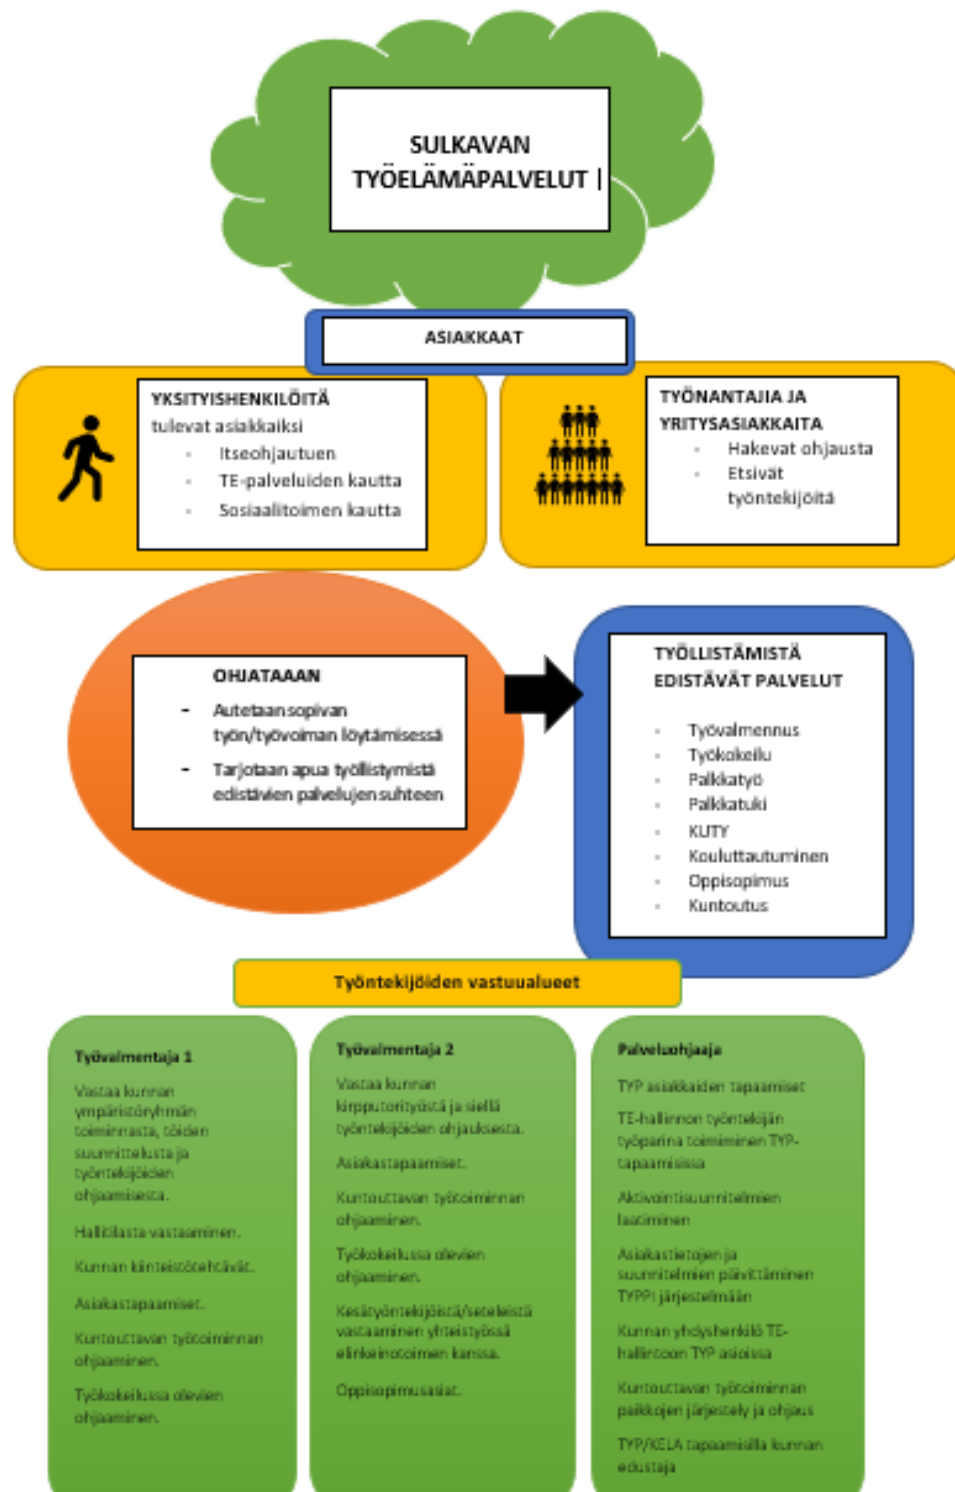 SULKAVAN
TYÖELÄMÄPALVELUT |
ASIAKKAAT
YKSITYISHENKILÖITÄ
tulevat asiakkaiksi
- Itseohjautuen
- TE-palveluiden kautta
- Sosiaalitoimen kautta
TYÖNANTAJIA JA
YRITYSASIAKKAITA
- Hakevat ohjausta
- Etsivät
työntekijöitä
OHJATAAAN
- Autetaan sopivan
työn/työvoiman löytämisessä
- Tarjotaan apua työllistymistä
edistävien palvelujen suhteen
TYÖLLISTÄMISTÄ
EDISTÄVÄT PALVELUT
- Työvalmennus
- Työkokeilu
- Palkkatyö
- Palkkatuki
- KUTY
- Kouluttautuminen
- Oppisopimus
- Kuntoutus
Työntekijöiden vastuualueet
Työvalmentaja 1
Vastaa kunnan
ympäristöryhmän
toiminnasta, töiden
suunnittelusta ja
työntekijöiden
ohjaamisesta.
Hallitilasta vastaaminen.
Kunnan kiinteistötehtävät.
Asiakastapaamiset.
Kuntouttavan työtoiminnan
ohjaaminen.
Työkokeilussa olevien
ohjaaminen.
Työvalmentaja 2
Vastaa kunnan
kirpputorityöstä ja siellä
työntekijöiden ohjauksesta.
Asiakastapaamiset.
Kuntouttavan työtoiminnan
ohjaaminen.
Työkokeilussa olevien
ohjaaminen.
Kesätyöntekijöistä/seteleistä
vastaaminen yhteistyössä
elinkeinotoimen kanssa.
Oppisopimusasiat.
Palveluohjaaja
TYP asiakkaiden tapaamiset
TE-hallinnon työntekijän
työparina toimiminen TYP-
tapaamisissa
Aktivointisuunnitelmien
laatiminen
Asiakastietojen ja
suunnitelmien päivittäminen
TYPPI järjestelmään
Kunnan yhdyshenkilö TE-
hallintoon TYP asioissa
Kuntouttavan työtoiminnan
paikkojen järjestely ja ohjaus
TYP/KELA tapaamisilla kunnan
edustaja